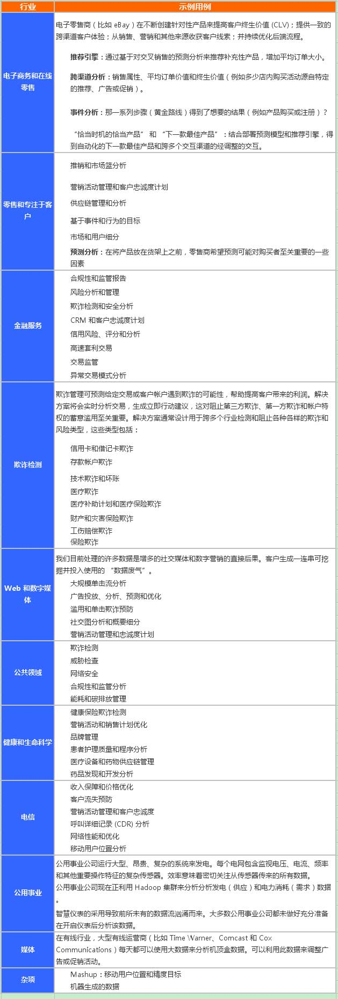 行业
示例用例
电子商务和在线
零售
电子零售商（比如 eBay）在不断创建针对性产品来提高客户终生价值 (CLV)；提供一致的
跨渠道客户体验；从销售、营销和其他来源收获客户线索；并持续优化后端流程。
推荐引擎：通过基于对交叉销售的预测分析来推荐补充性产品，增加平均订单大小。
跨渠道分析：销售属性、平均订单价值和终生价值（例如多少店内购买活动源自特定
的推荐、广告或促销）。
事件分析：那一系列步骤（黄金路线）得到了想要的结果（例如产品购买或注册）？
“恰当时机的恰当产品” 和 “下一款最佳产品”：结合部署预测模型和推荐引擎，得
到自动化的下一款最佳产品和跨多个交互渠道的经调整的交互。
零售和专注于客
户
推销和市场篮分析
营销活动管理和客户忠诚度计划
供应链管理和分析
基于事件和行为的目标
市场和用户细分
预测分析：在将产品放在货架上之前，零售商希望预测可能对购买者至关重要的一些
因素
金融服务
合规性和监管报告
风险分析和管理
欺诈检测和安全分析
CRM 和客户忠诚度计划
信用风险、评分和分析
高速套利交易
交易监管
异常交易模式分析
欺诈检测
欺诈管理可预测给定交易或客户帐户遇到欺诈的可能性，帮助提高客户带来的利润。解决
方案将会实时分析交易，生成立即行动建议，这对阻止第三方欺诈、第一方欺诈和帐户特
权的蓄意滥用至关重要。解决方案通常设计用于跨多个行业检测和阻止各种各样的欺诈和
风险类型，这些类型包括：
信用卡和借记卡欺诈
存款帐户欺诈
技术欺诈和坏账
医疗欺诈
医疗补助计划和医疗保险欺诈
财产和灾害保险欺诈
工伤赔偿欺诈
保险欺诈
Web 和数字媒
体
我们目前处理的许多数据是增多的社交媒体和数字营销的直接后果。客户生成一连串可挖
掘并投入使用的 “数据废气”。
大规模单击流分析
广告投放、分析、预测和优化
滥用和单击欺诈预防
社交图分析和概要细分
营销活动管理和忠诚度计划
公共领域
欺诈检测
威胁检查
网络安全
合规性和监管分析
能耗和碳排放管理
健康和生命科学
健康保险欺诈检测
营销活动和销售计划优化
品牌管理
患者护理质量和程序分析
医疗设备和药物供应链管理
药品发现和开发分析
电信
收入保障和价格优化
客户流失预防
营销活动管理和客户忠诚度
呼叫详细记录 (CDR) 分析
网络性能和优化
移动用户位置分析
公用事业
公用事业公司运行大型、昂贵、复杂的系统来发电。每个电网包含监视电压、电流、频率
和其他重要操作特征的复杂传感器。效率意味着密切关注从传感器传来的所有数据。
公用事业公司现在正利用 Hadoop 集群来分析分析发电（供应）和电力消耗（需求）数据
。
智慧仪表的采用导致前所未有的数据流汹涌而来。大多数公用事业公司都未做好充分准备
在开启仪表后分析该数据。
媒体
在有线行业，大型有线运营商（比如 Time Warner、Comcast 和 Cox
Communications）每天都可以使用大数据来分析机顶盒数据。可以利用此数据来调整广
告或促销活动。
杂项
Mashup：移动用户位置和精度目标
机器生成的数据